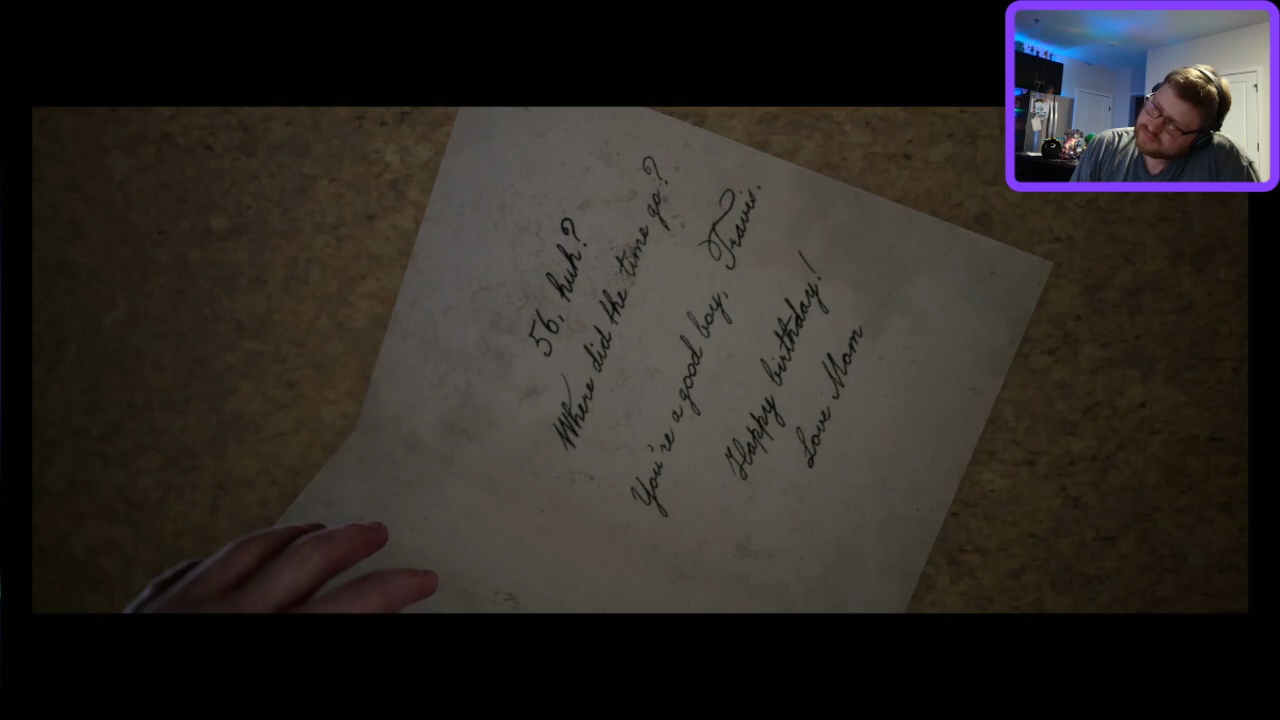 56, huh?
Where did the time go?
You're a good boy, Travis.
Happy birthday!
Love Mom